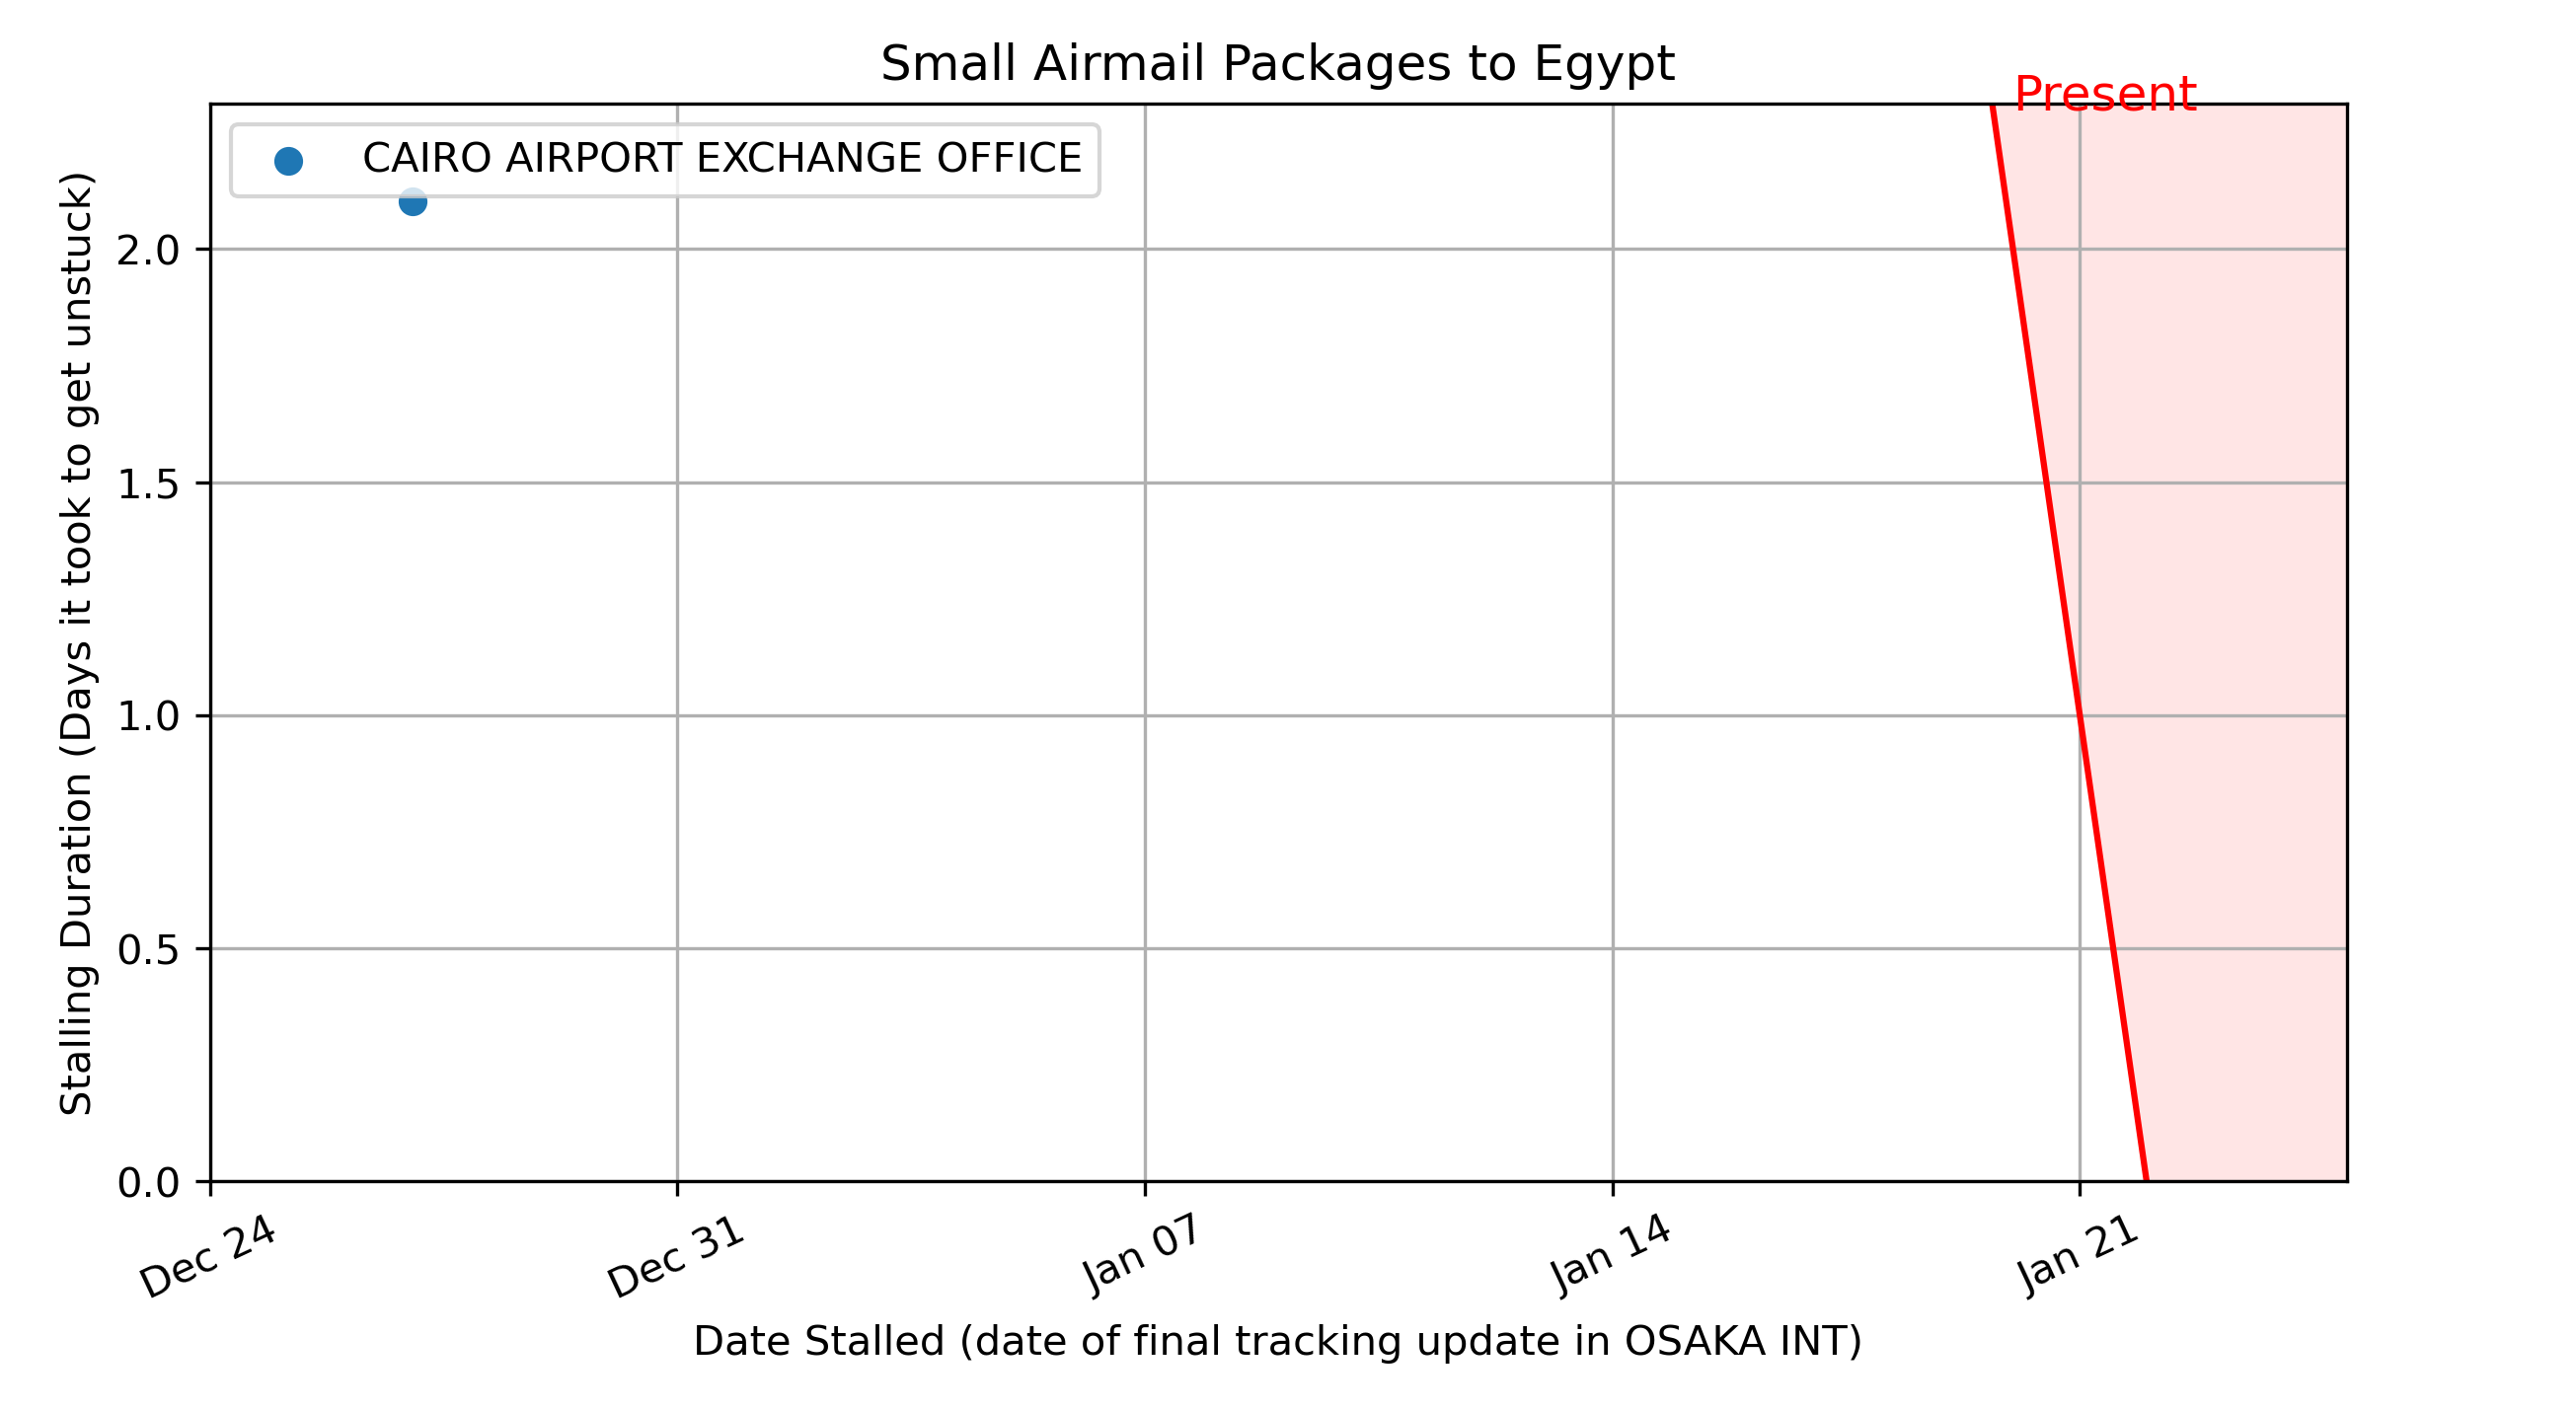 Small Airmail Packages to Egypt
Present
CAIRO AIRPORT EXCHANGE OFFICE
Stalling Duration (Days it took to get unstuck)
2.0
1.5
1.0
0.5
0.0
Dec 24
Dec 31
Jan 07
Jan 14
Jan 21
Date Stalled (date of final tracking update in OSAKA INT)